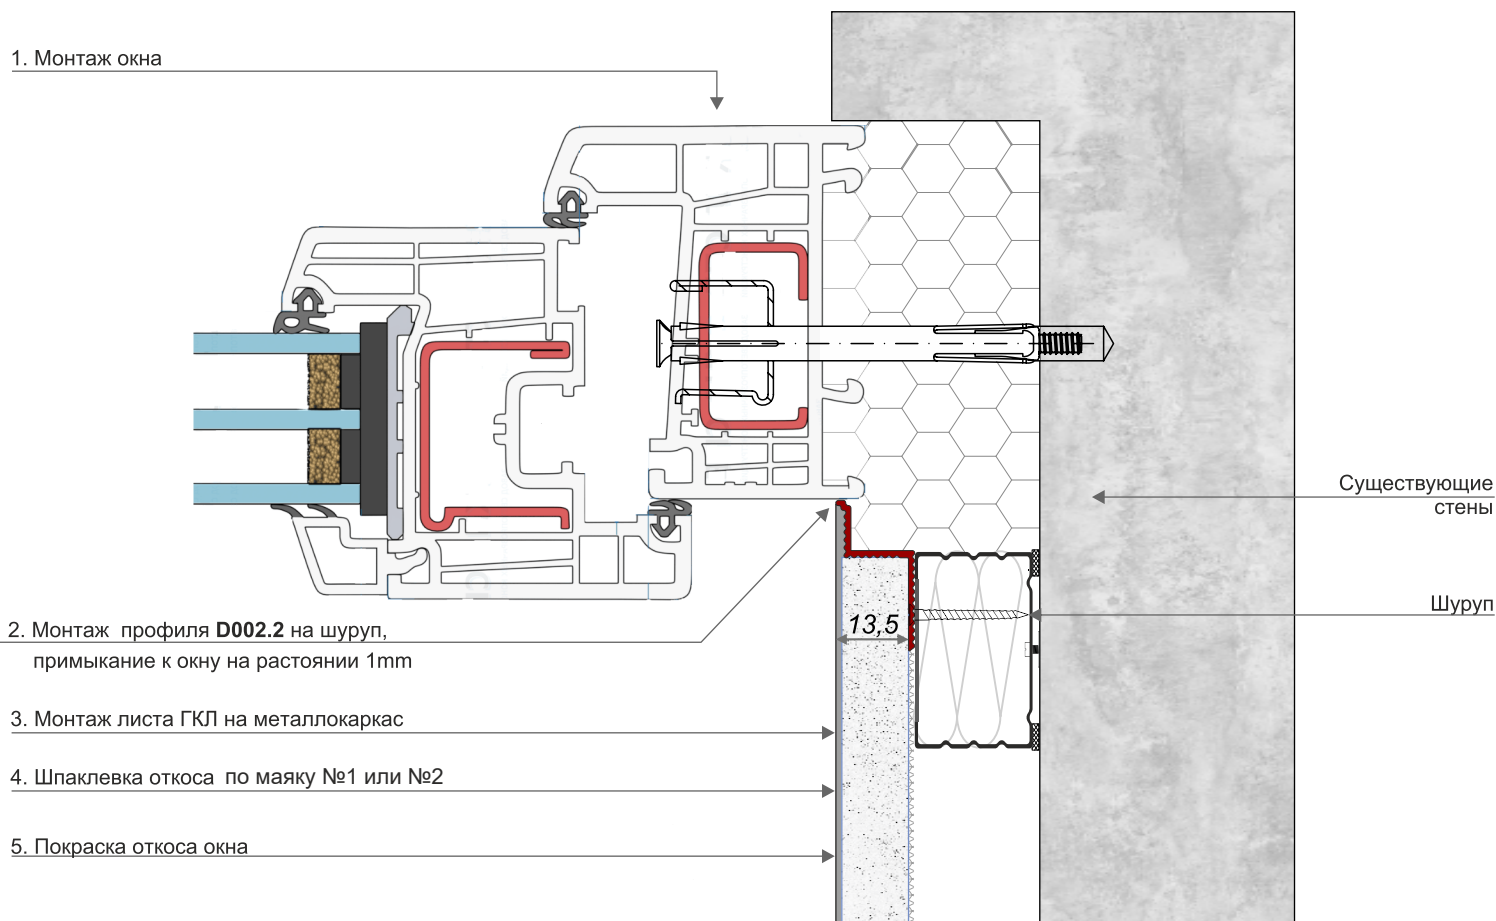 1. Монтаж окна
Существующие
стены
Шуруп
13,5
2. Монтаж профиля D002.2 на шуруп,
примыкание к окну на растоянии 1mm
3. Монтаж листа ГКЛ на металлокаркас
4. Шпаклевка откоса по маяку №1 или №2
5. Покраска откоса окна